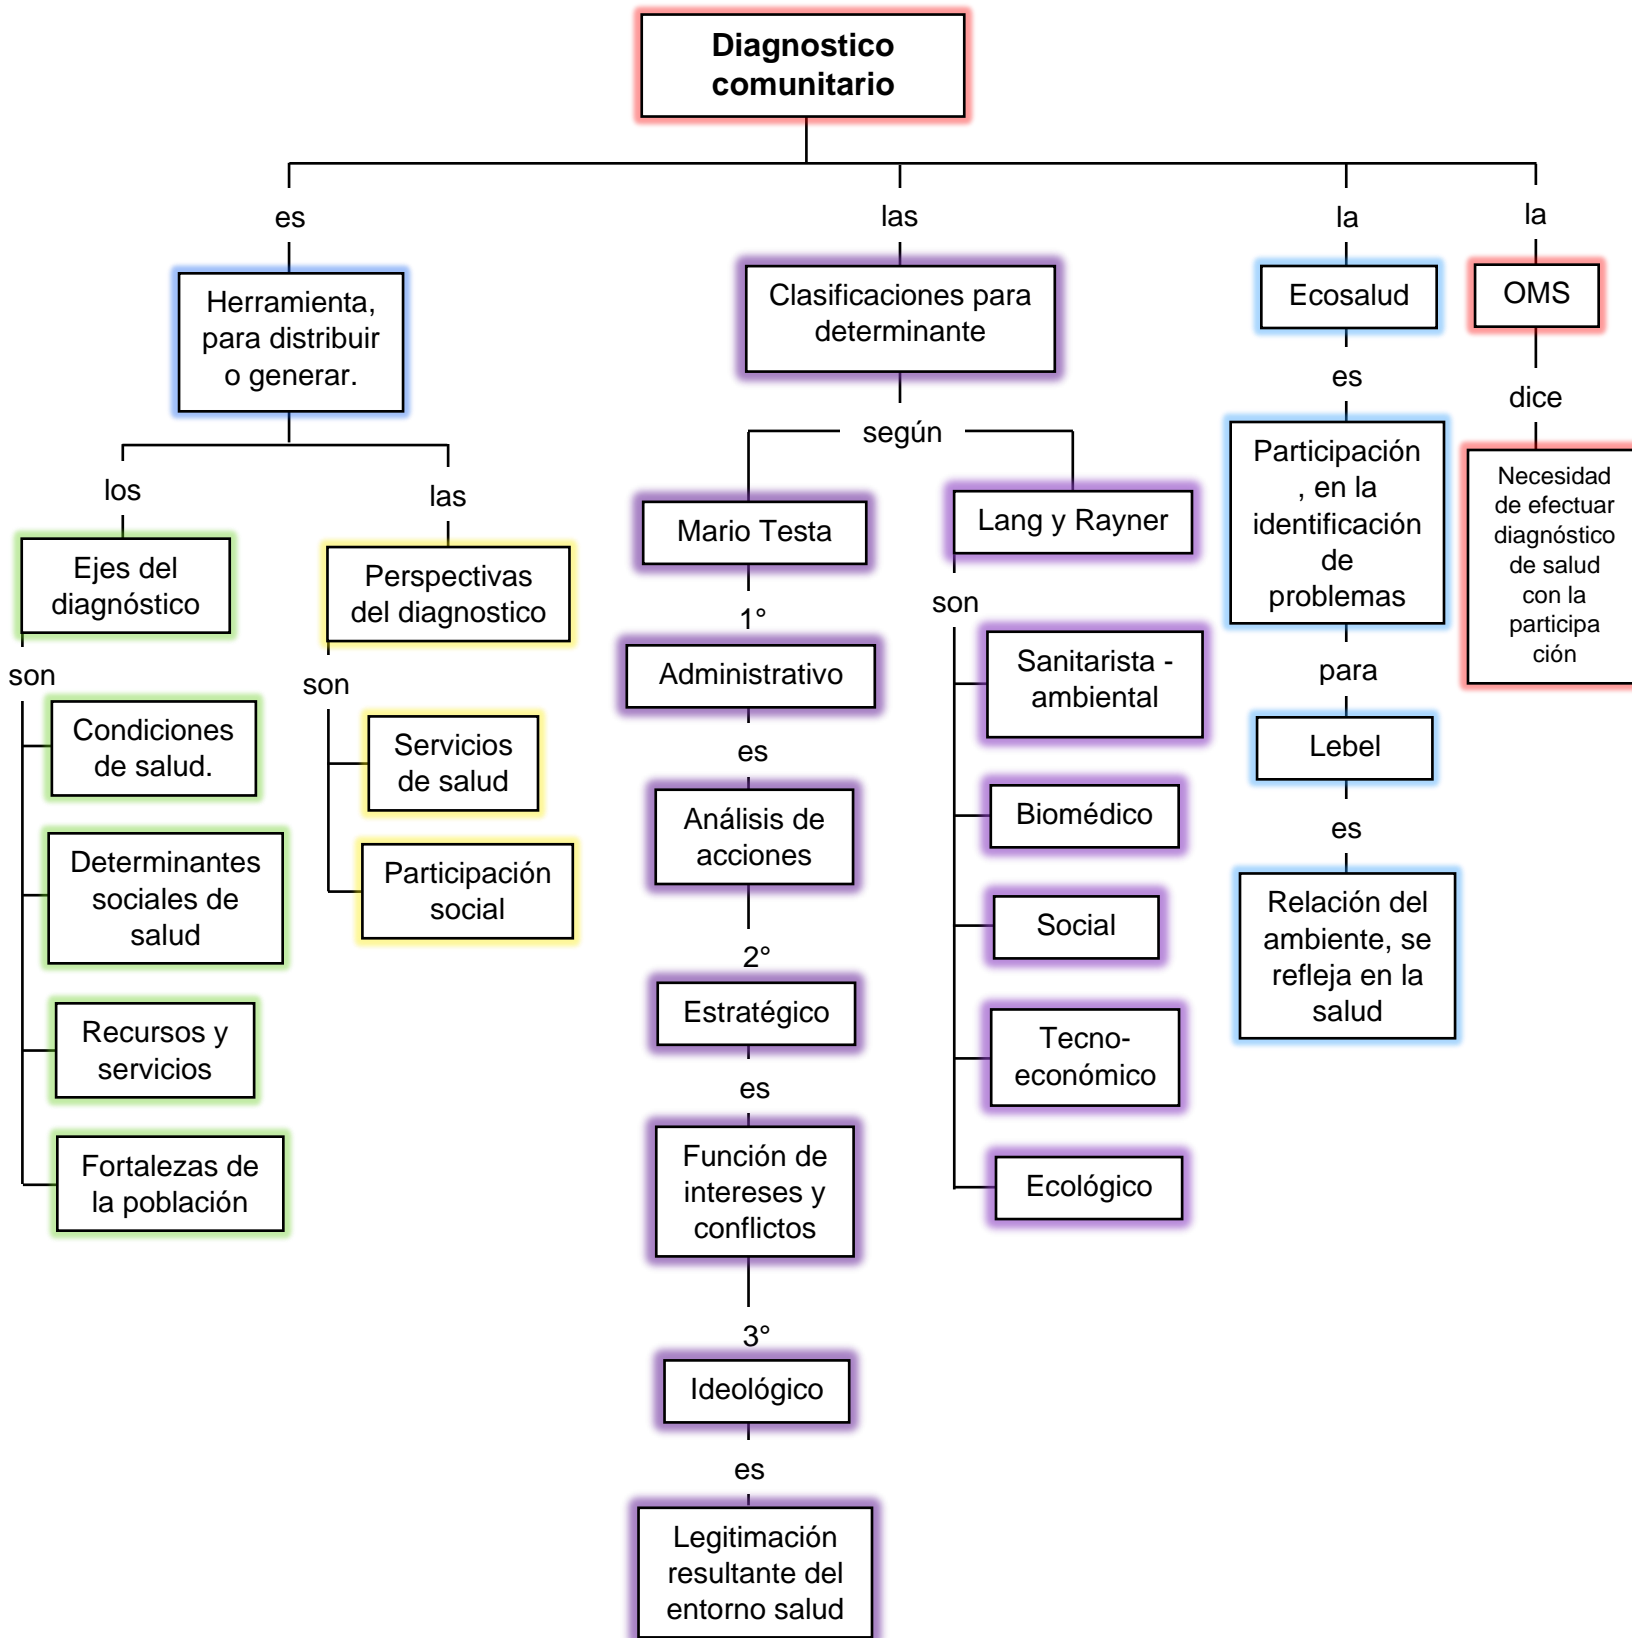 Diagnostico
comunitario
es
Herramienta,
para distribuir
o generar.
los
Ejes del
diagnóstico
son
Condiciones
de salud.
Determinantes
sociales de
salud
Recursos y
servicios
Fortalezas de
la población
las
Perspectivas
del diagnostico
son
Servicios
de salud
Participación
social
las
Clasificaciones para
determinante
según
Mario Testa
1°
Administrativo
es
Análisis de
acciones
2°
Estratégico
es
Función de
intereses y
conflictos
3°
Ideológico
es
Legitimación
resultante del
entorno salud
Lang y Rayner
son
Sanitarista -
ambiental
Biomédico
Social
Tecno-
económico
Ecológico
la
Ecosalud
es
Participación
, en la
identificación
de
problemas
para
Lebel
es
Relación del
ambiente, se
refleja en la
salud
la
OMS
dice
Necesidad
de efectuar
diagnóstico
de salud
con la
participa
ción